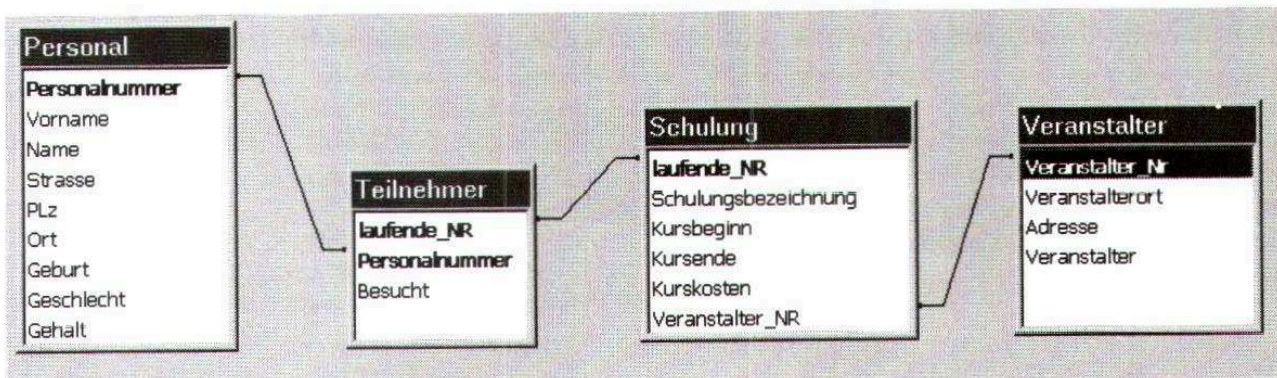 Personal
Personalnummer
Vorname
Name
Strasse
PLz
Ort
Geburt
Geschlecht
Gehalt
Teilnehmer
laufende_NR
Personalnummer
Besucht
Schulung
laufende_NR
Schulungsbezeichnung
Kursbeginn
Kursende
Kurskosten
Veranstalter_NR
Veranstalter
Veranstalter_Nr
Veranstalterort
Adresse
Veranstalter